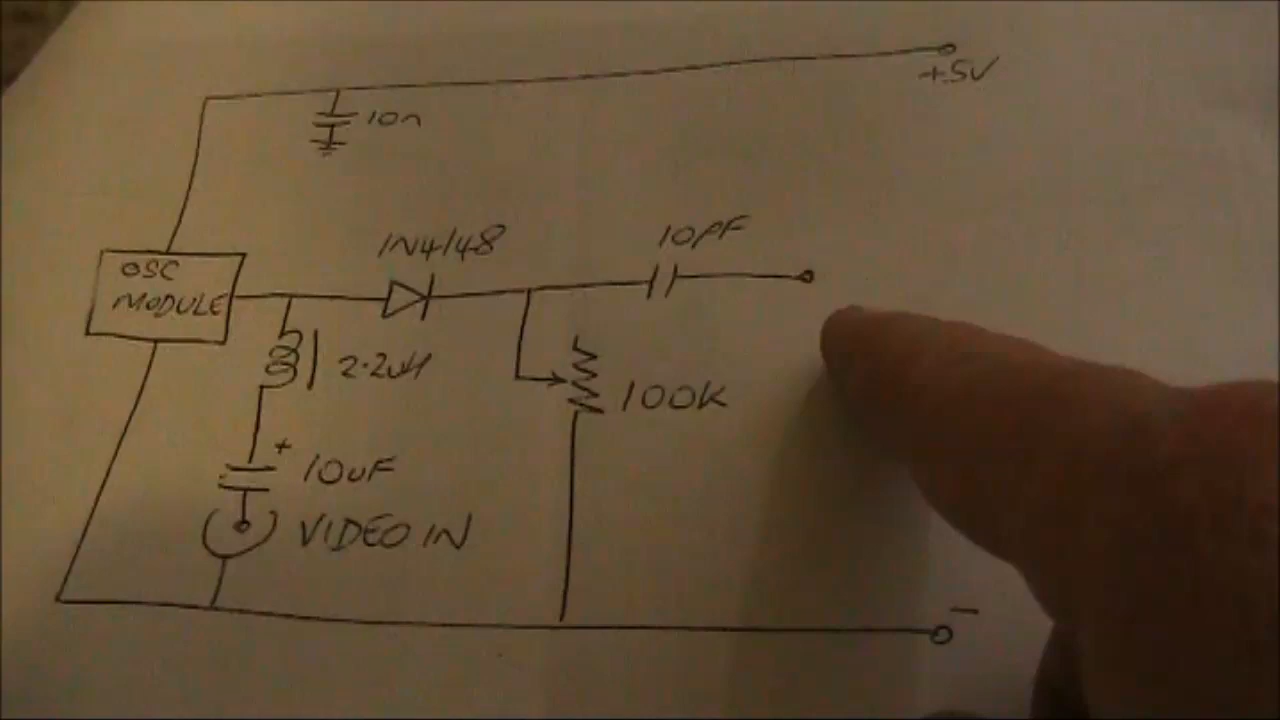 +5V
10n
1N4148
10PF
OSC
MODULE
2.2uH
100K
+
10uF
VIDEO IN
-